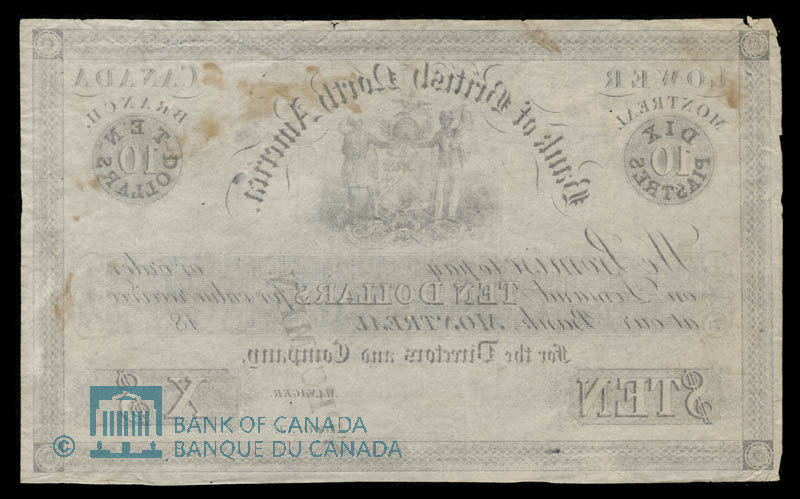 LOWER CANADA
Bank of British North America.
MONTREAL BRANCH.
DIX 10 PIASTRES
TEN 10 DOLLARS
We Promise to pay or order
on Demand TEN DOLLARS for value received
at our Bank, MONTREAL 18
For the Directors and Company.
MANAGER
$TEN
X $
© BANK OF CANADA
BANQUE DU CANADA